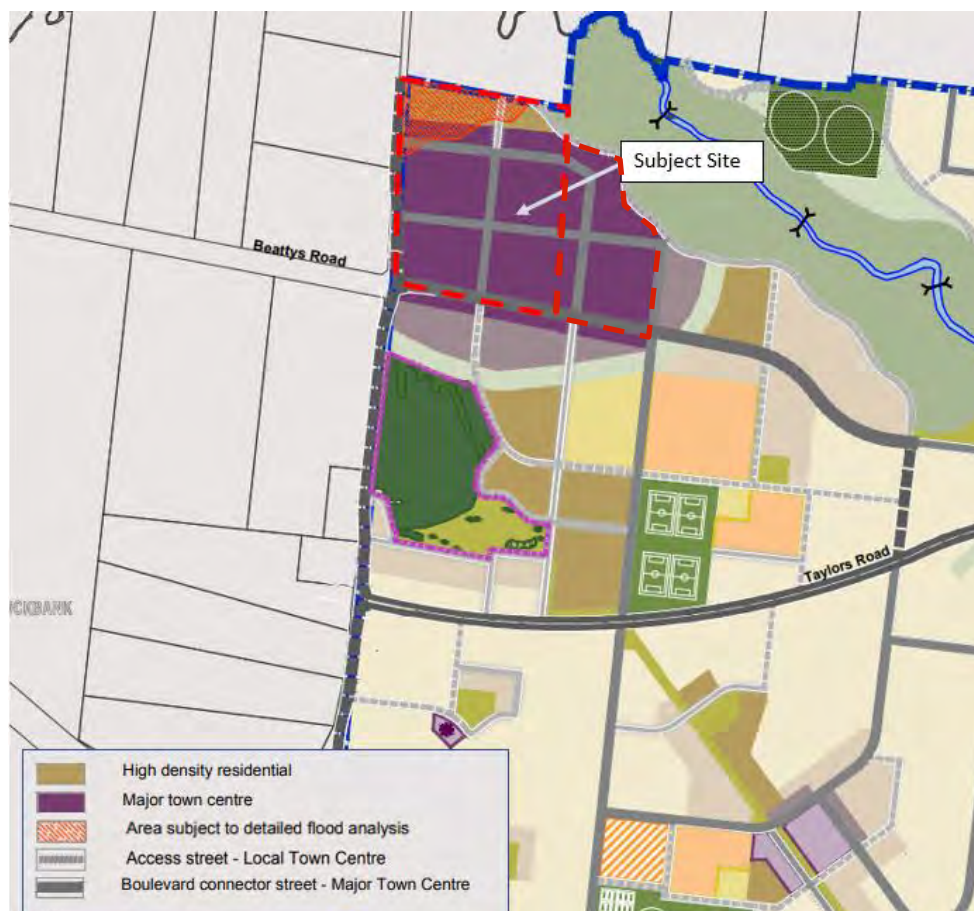 Subject Site
Beattys Road
Taylors Road
OCKBANK
High density residential
Major town centre
Area subject to detailed flood analysis
Access street - Local Town Centre
Boulevard connector street - Major Town Centre